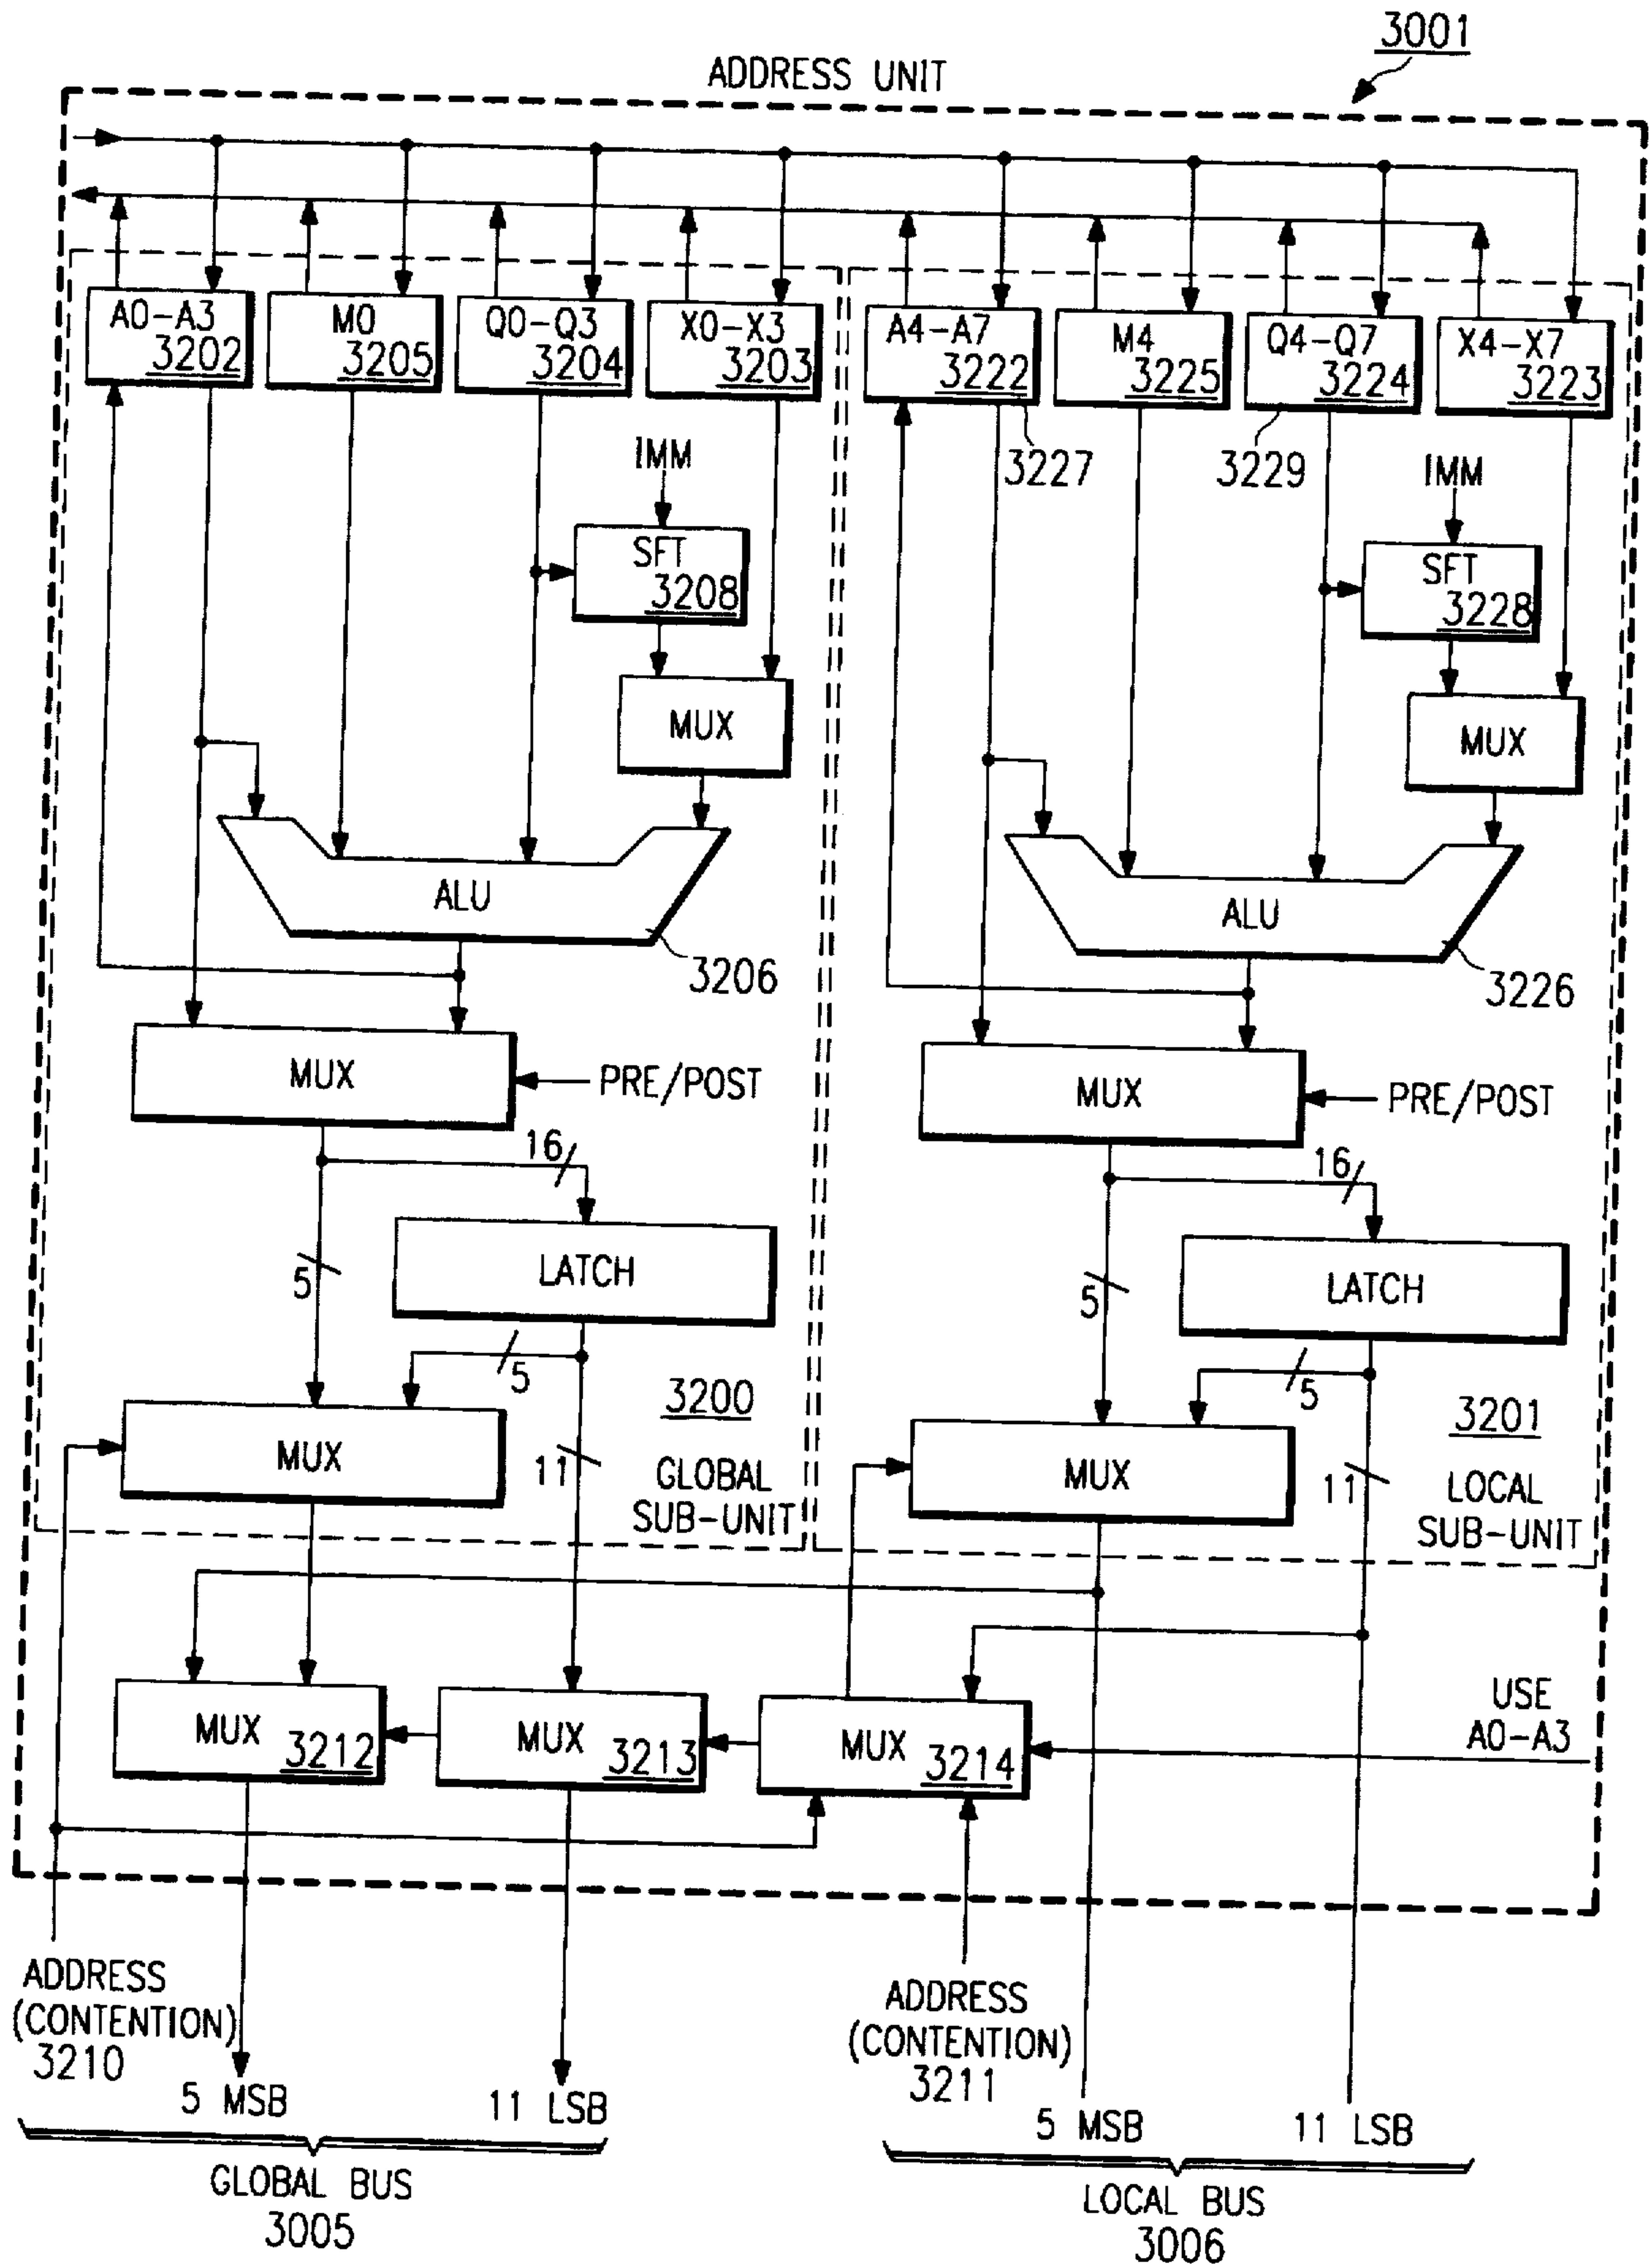 3001
ADDRESS UNIT
A0-A3
3202
M0
3205
Q0-Q3
3204
X0-X3
3203
A4-A7
3222
M4
3225
Q4-Q7
3224
X4-X7
3223
3227
3229
IMM
IMM
SFT
3208
SFT
3228
MUX
MUX
ALU
ALU
3206
3226
MUX
PRE/POST
MUX
PRE/POST
16
16
LATCH
LATCH
5
5
5
5
3200
3201
MUX
MUX
11
11
GLOBAL
SUB-UNIT
LOCAL
SUB-UNIT
USE
A0-A3
MUX
3212
MUX
3213
MUX
3214
ADDRESS
(CONTENTION)
3210
ADDRESS
(CONTENTION)
3211
5 MSB
11 LSB
5 MSB
11 LSB
GLOBAL BUS
3005
LOCAL BUS
3006